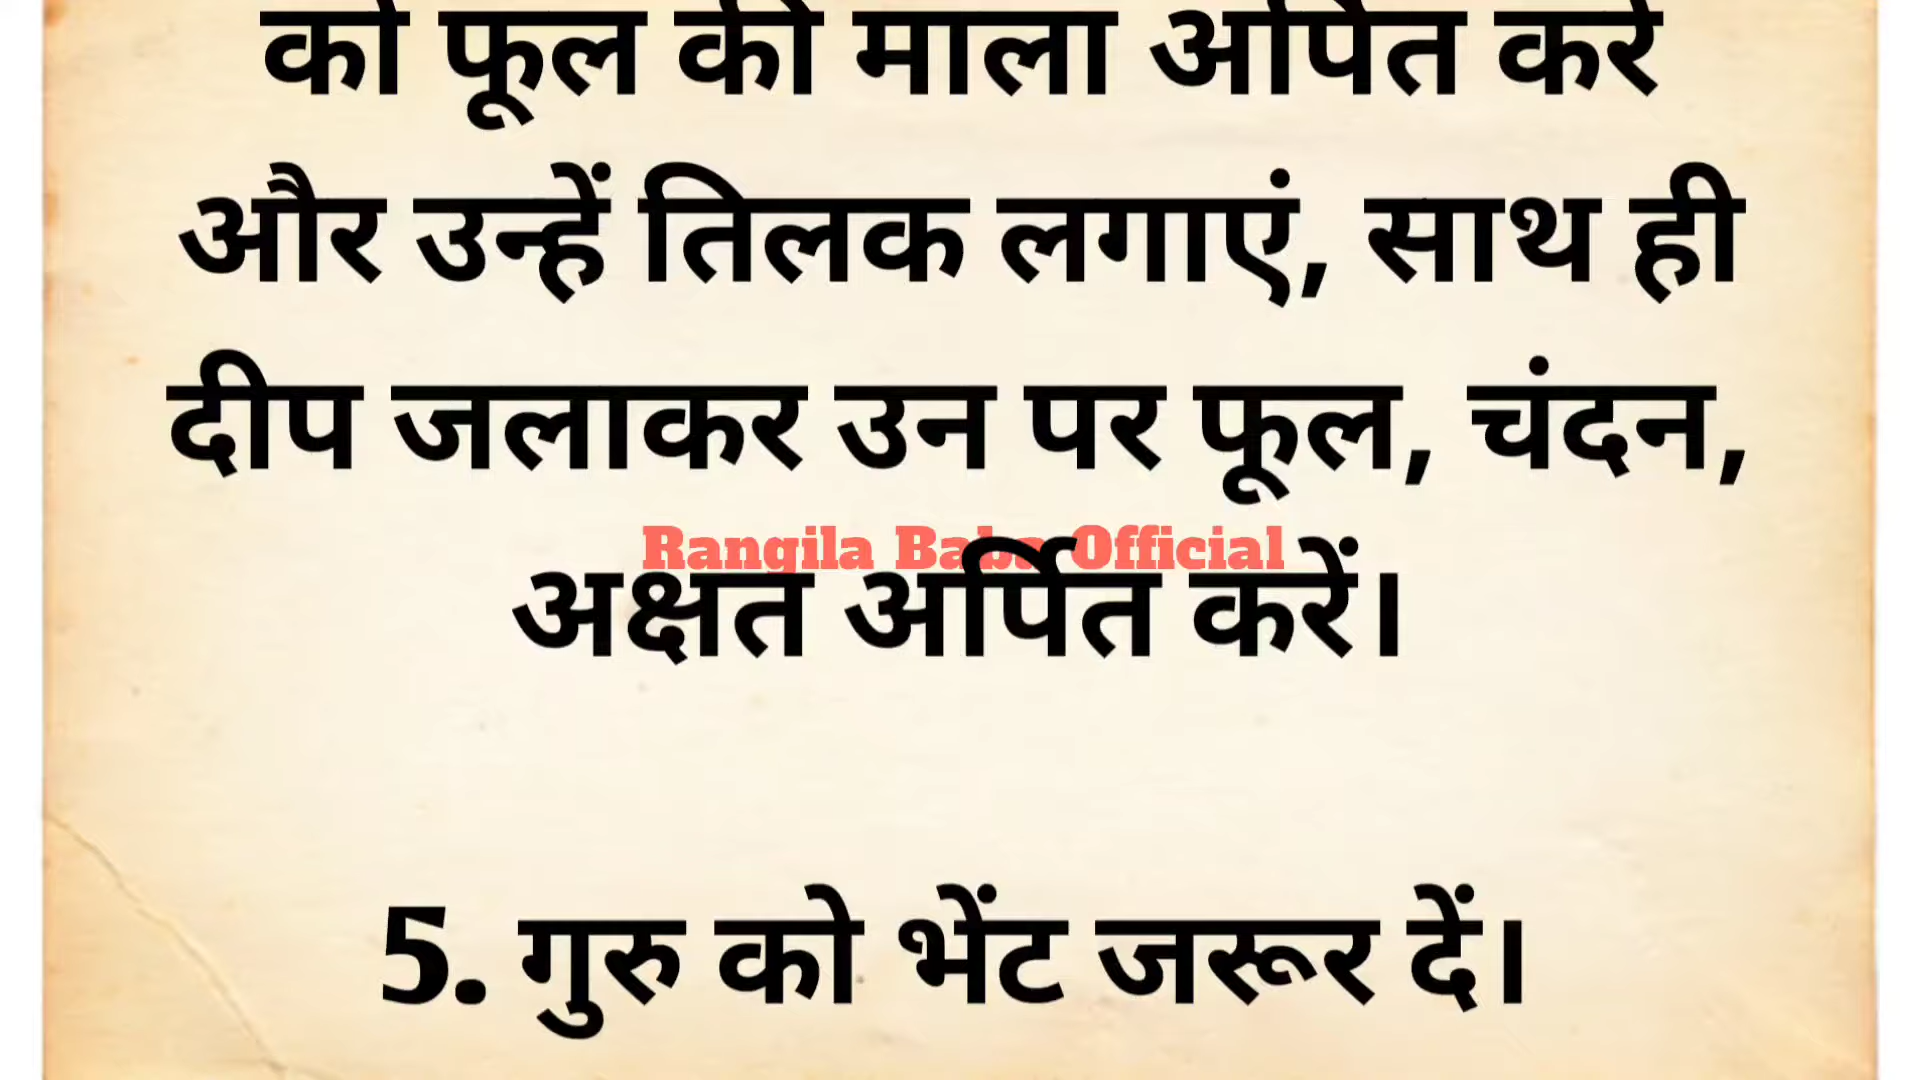 को फूल की माला अर्पित करें
और उन्हें तिलक लगाएं, साथ ही
दीप जलाकर उन पर फूल, चंदन,
Rangila Baba Official
अक्षत अर्पित करें।
5. गुरु को भेंट जरूर दें।